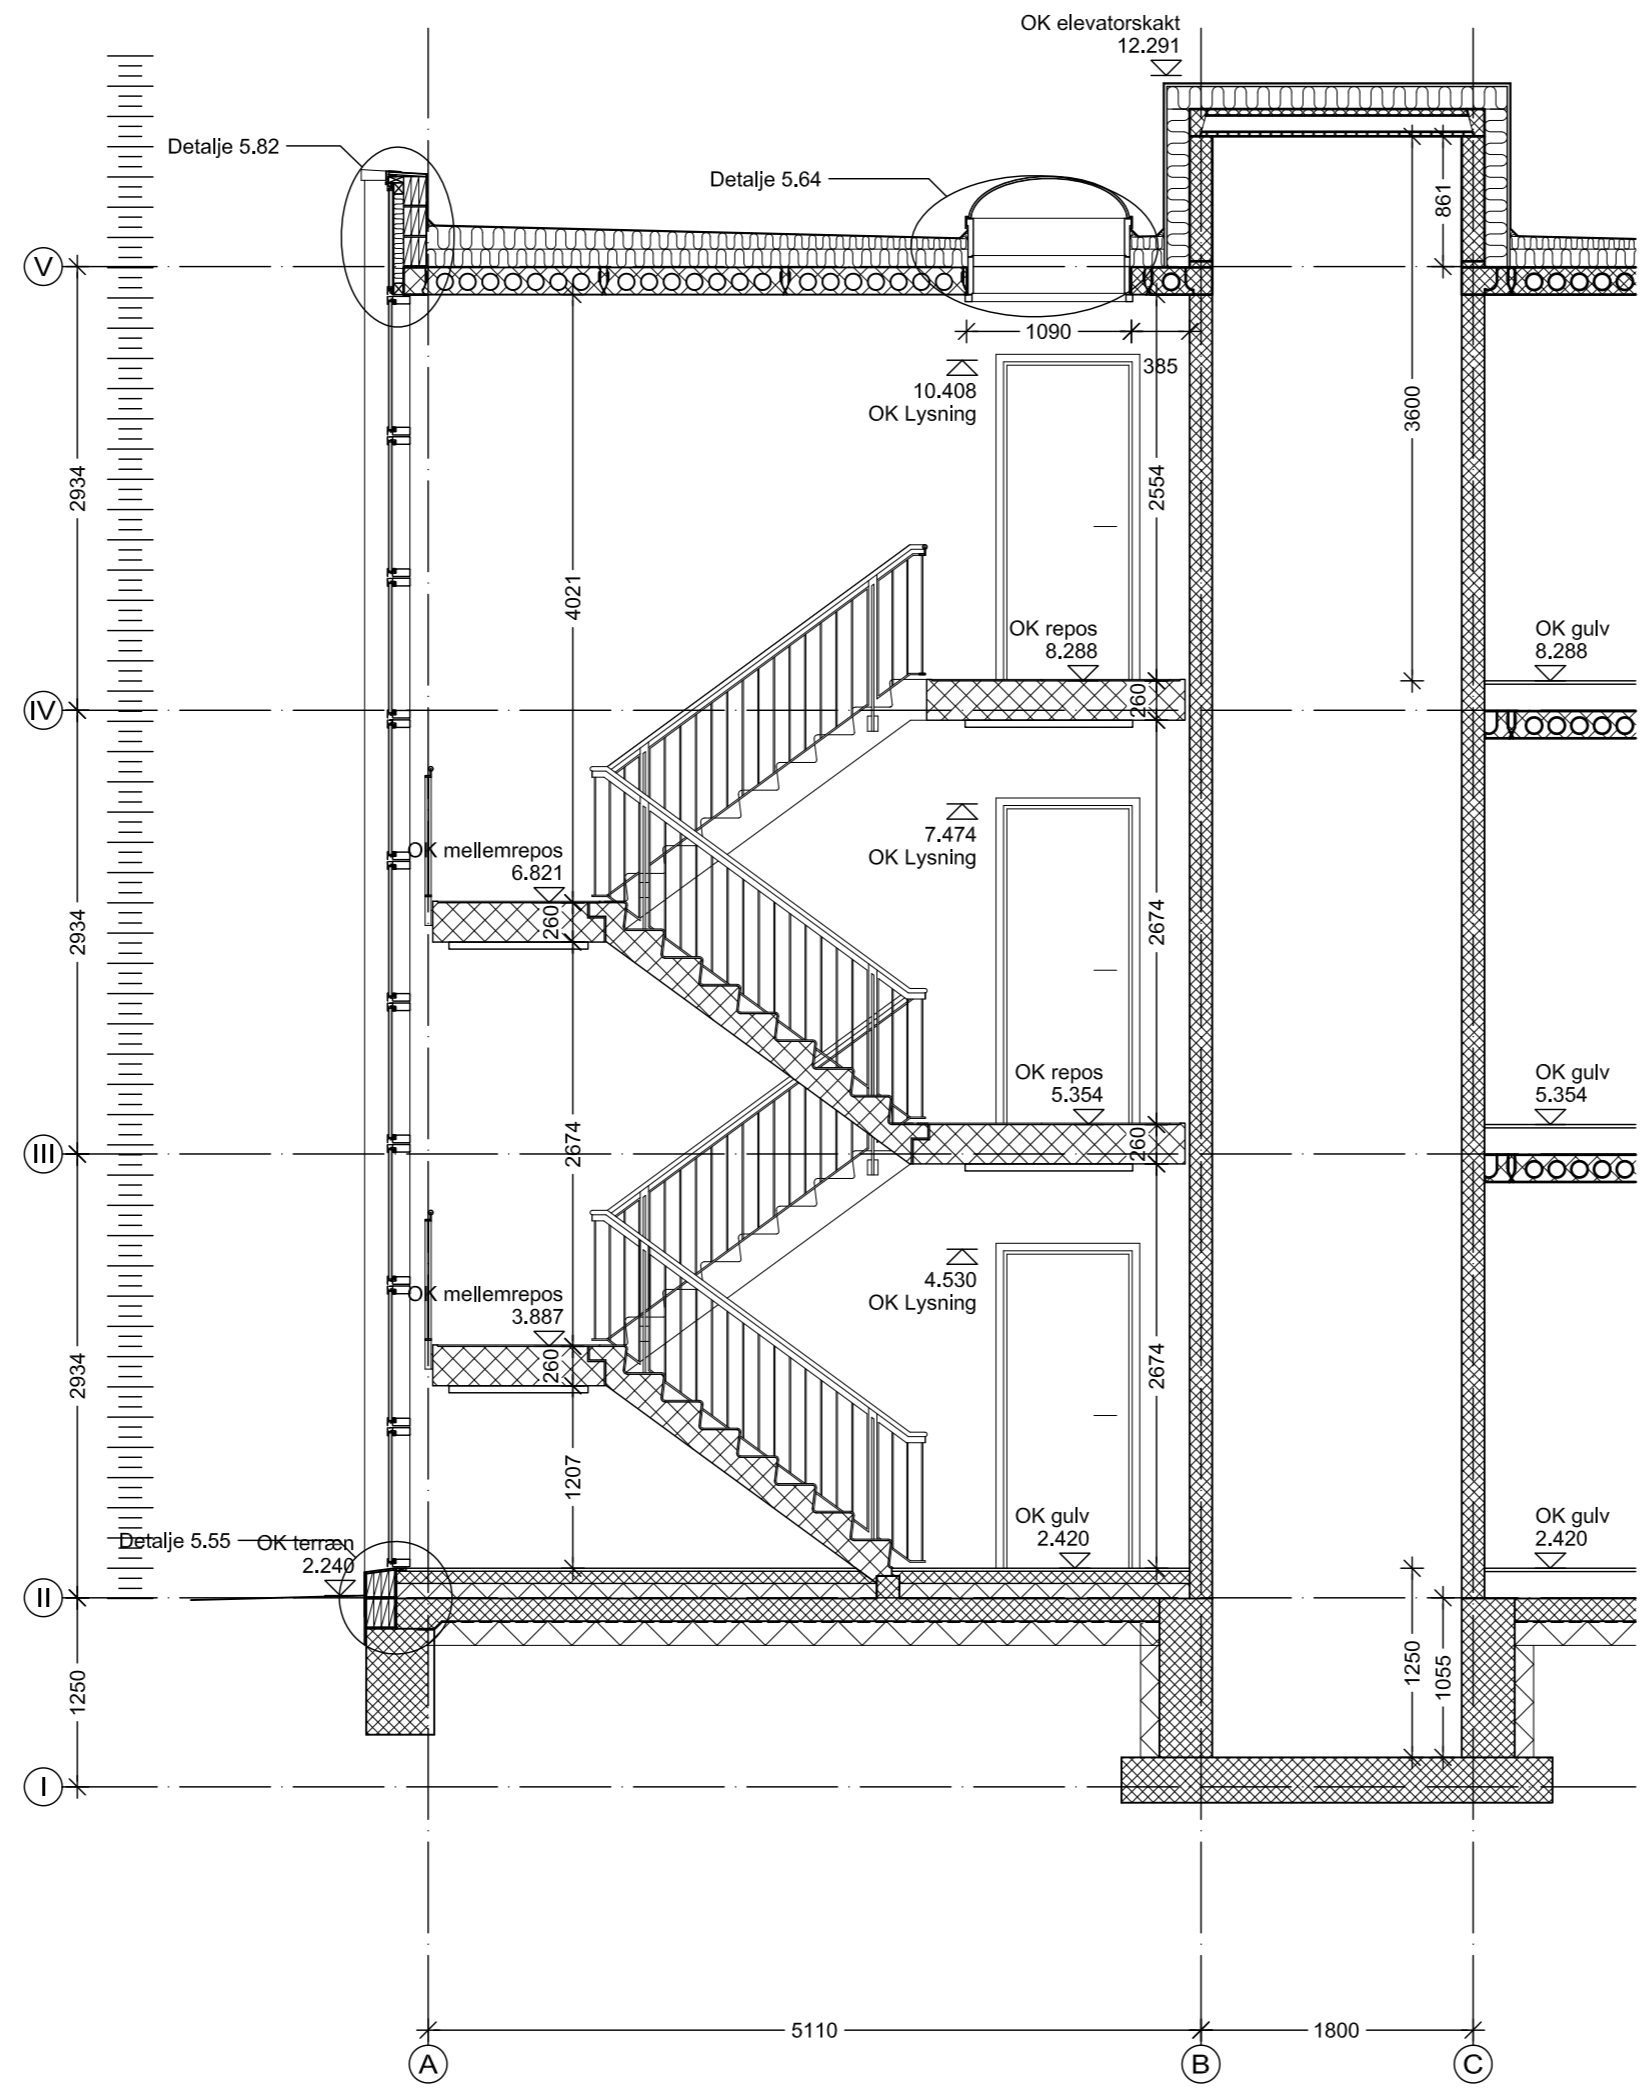 OK elevatorskakt
12.291
Detalje 5.82
Detalje 5.64
861
V
1090
385
10.408
OK Lysning
3600
2934
2554
4021
OK repos
8.288
OK gulv
8.288
260
IV
7.474
OK Lysning
OK mellemrepos
6.821
260
2934
2674
OK repos
5.354
OK gulv
5.354
2674
260
III
4.530
OK Lysning
OK mellemrepos
3.887
260
2934
2674
1207
OK gulv
2.420
OK gulv
2.420
Detalje 5.55
OK terræn
2.240
II
1250
1250
1055
I
5110
1800
A
B
C